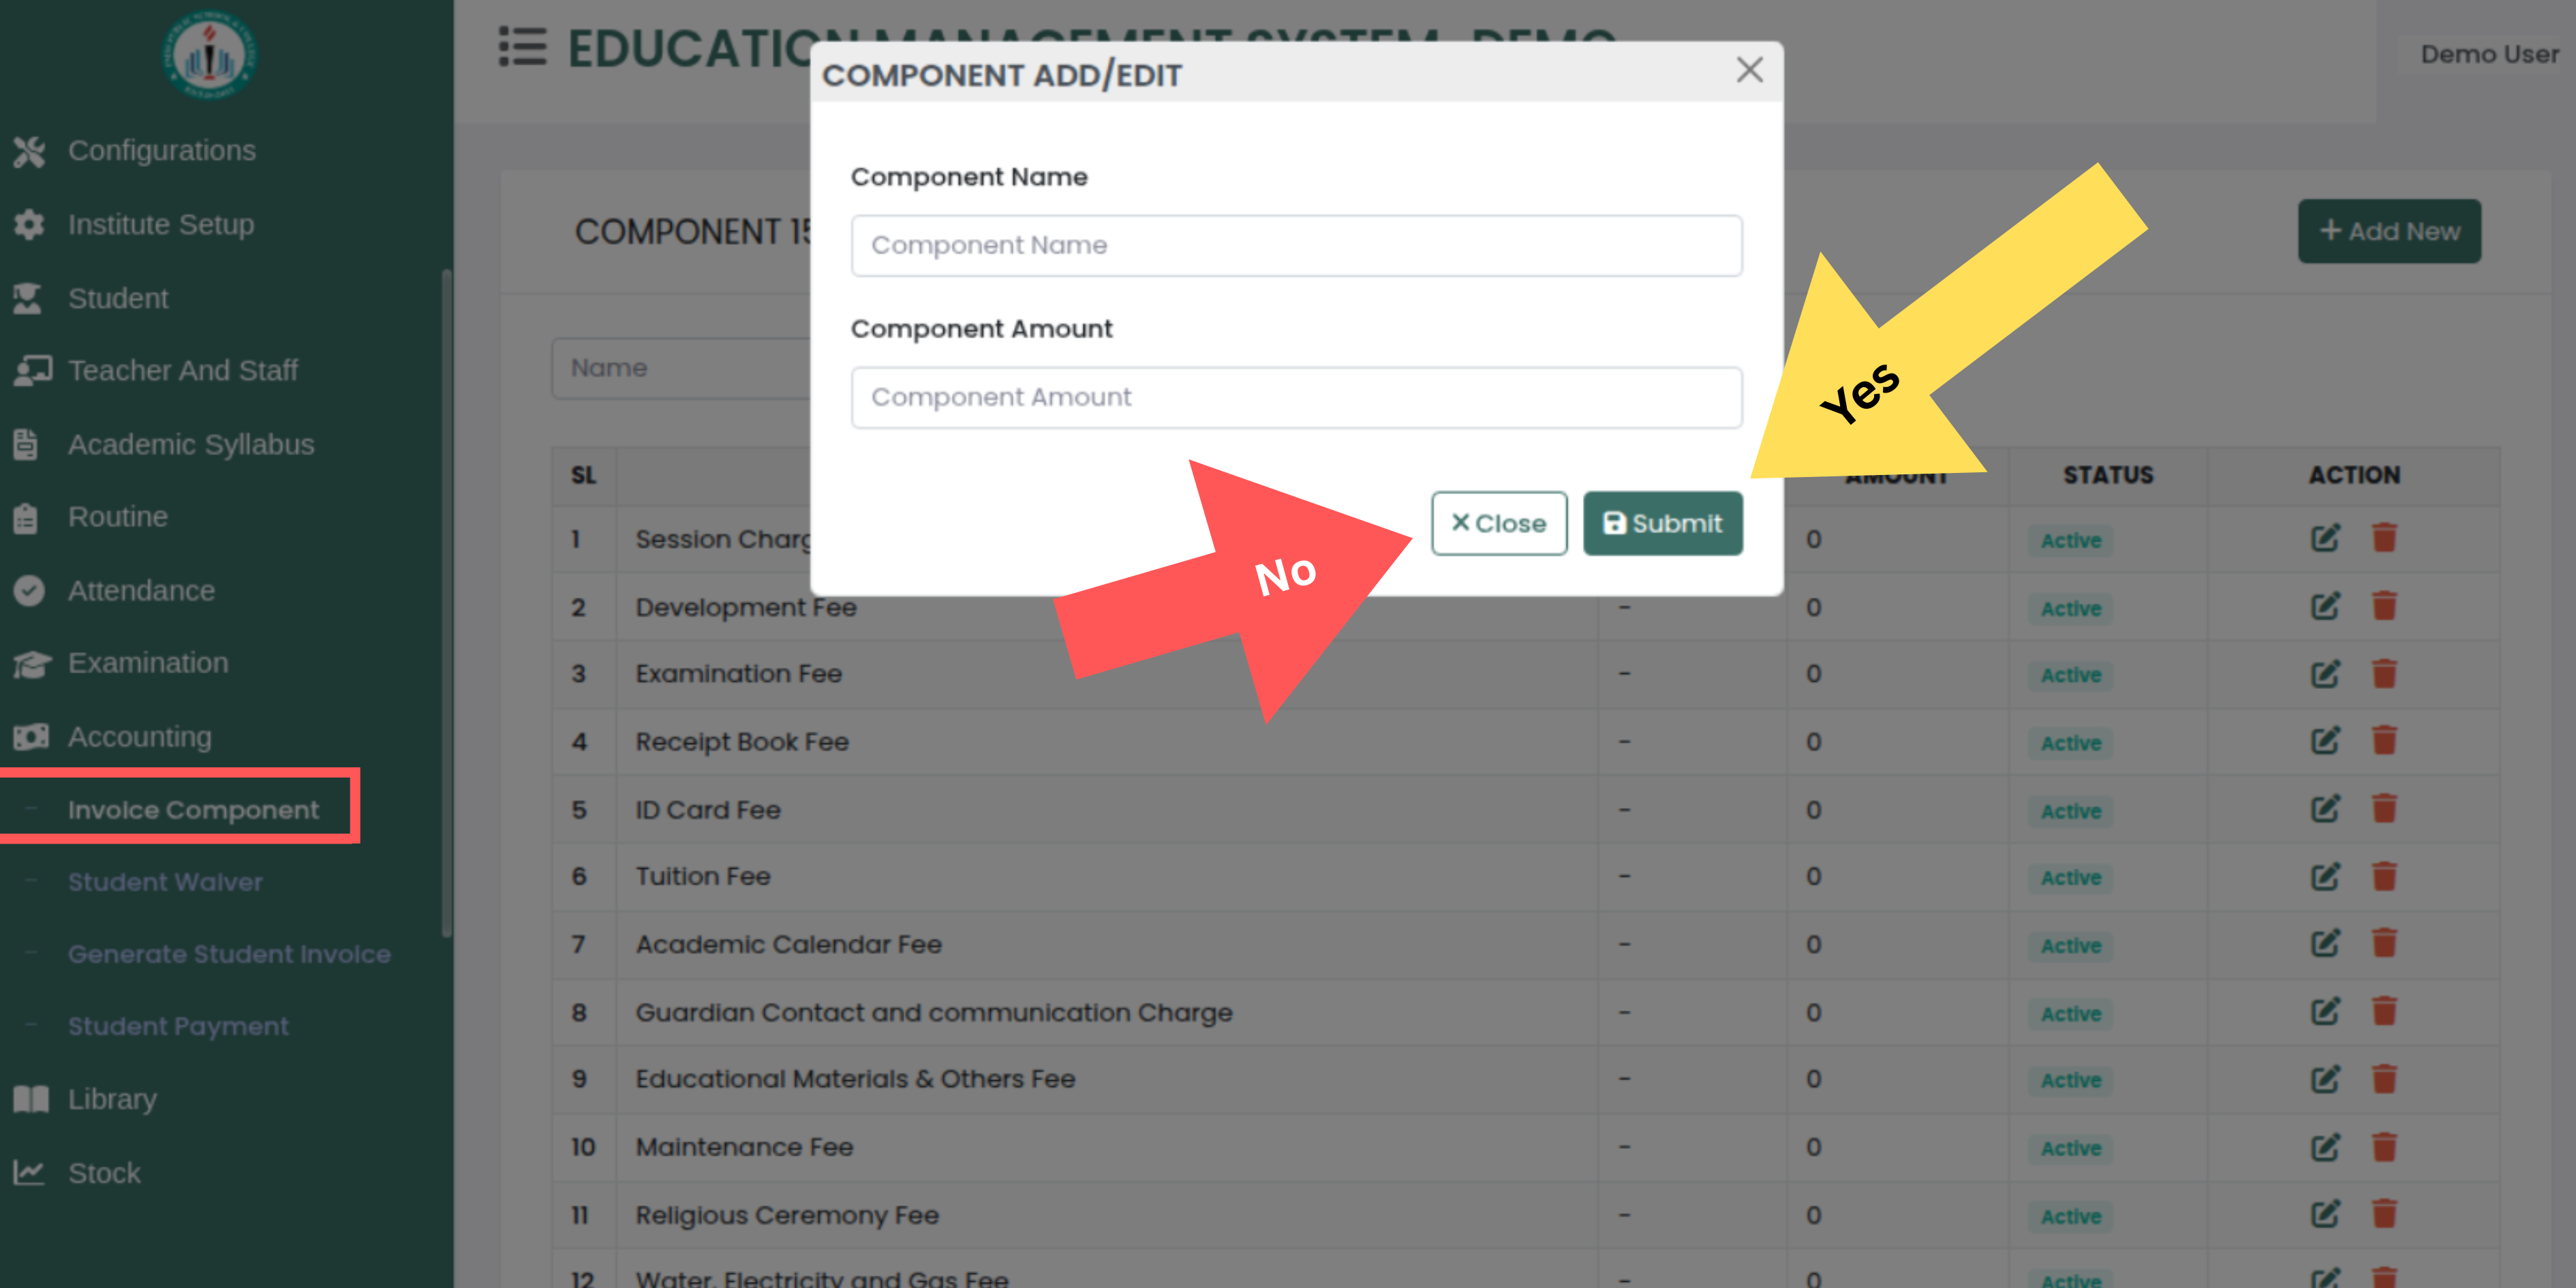 EDUCATION MANAGEMENT SYSTEM-DEMO
Demo User
Configurations
Institute Setup
Student
Teacher And Staff
Academic Syllabus
Routine
Attendance
Examination
Accounting
Invoice Component
Student Waiver
Generate Student Invoice
Student Payment
Library
Stock
COMPONENT ADD/EDIT
Component Name
Component Name
Component Amount
Component Amount
Close
Submit
Yes
No
COMPONENT 15
Add New
Name
SL AMOUNT STATUS ACTION
1 Session Charg 0 Active
2 Development Fee - 0 Active
3 Examination Fee - 0 Active
4 Receipt Book Fee - 0 Active
5 ID Card Fee - 0 Active
6 Tuition Fee - 0 Active
7 Academic Calendar Fee - 0 Active
8 Guardian Contact and communication Charge - 0 Active
9 Educational Materials & Others Fee - 0 Active
10 Maintenance Fee - 0 Active
11 Religious Ceremony Fee - 0 Active
12 Water, Electricity and Gas Fee - 0 Active